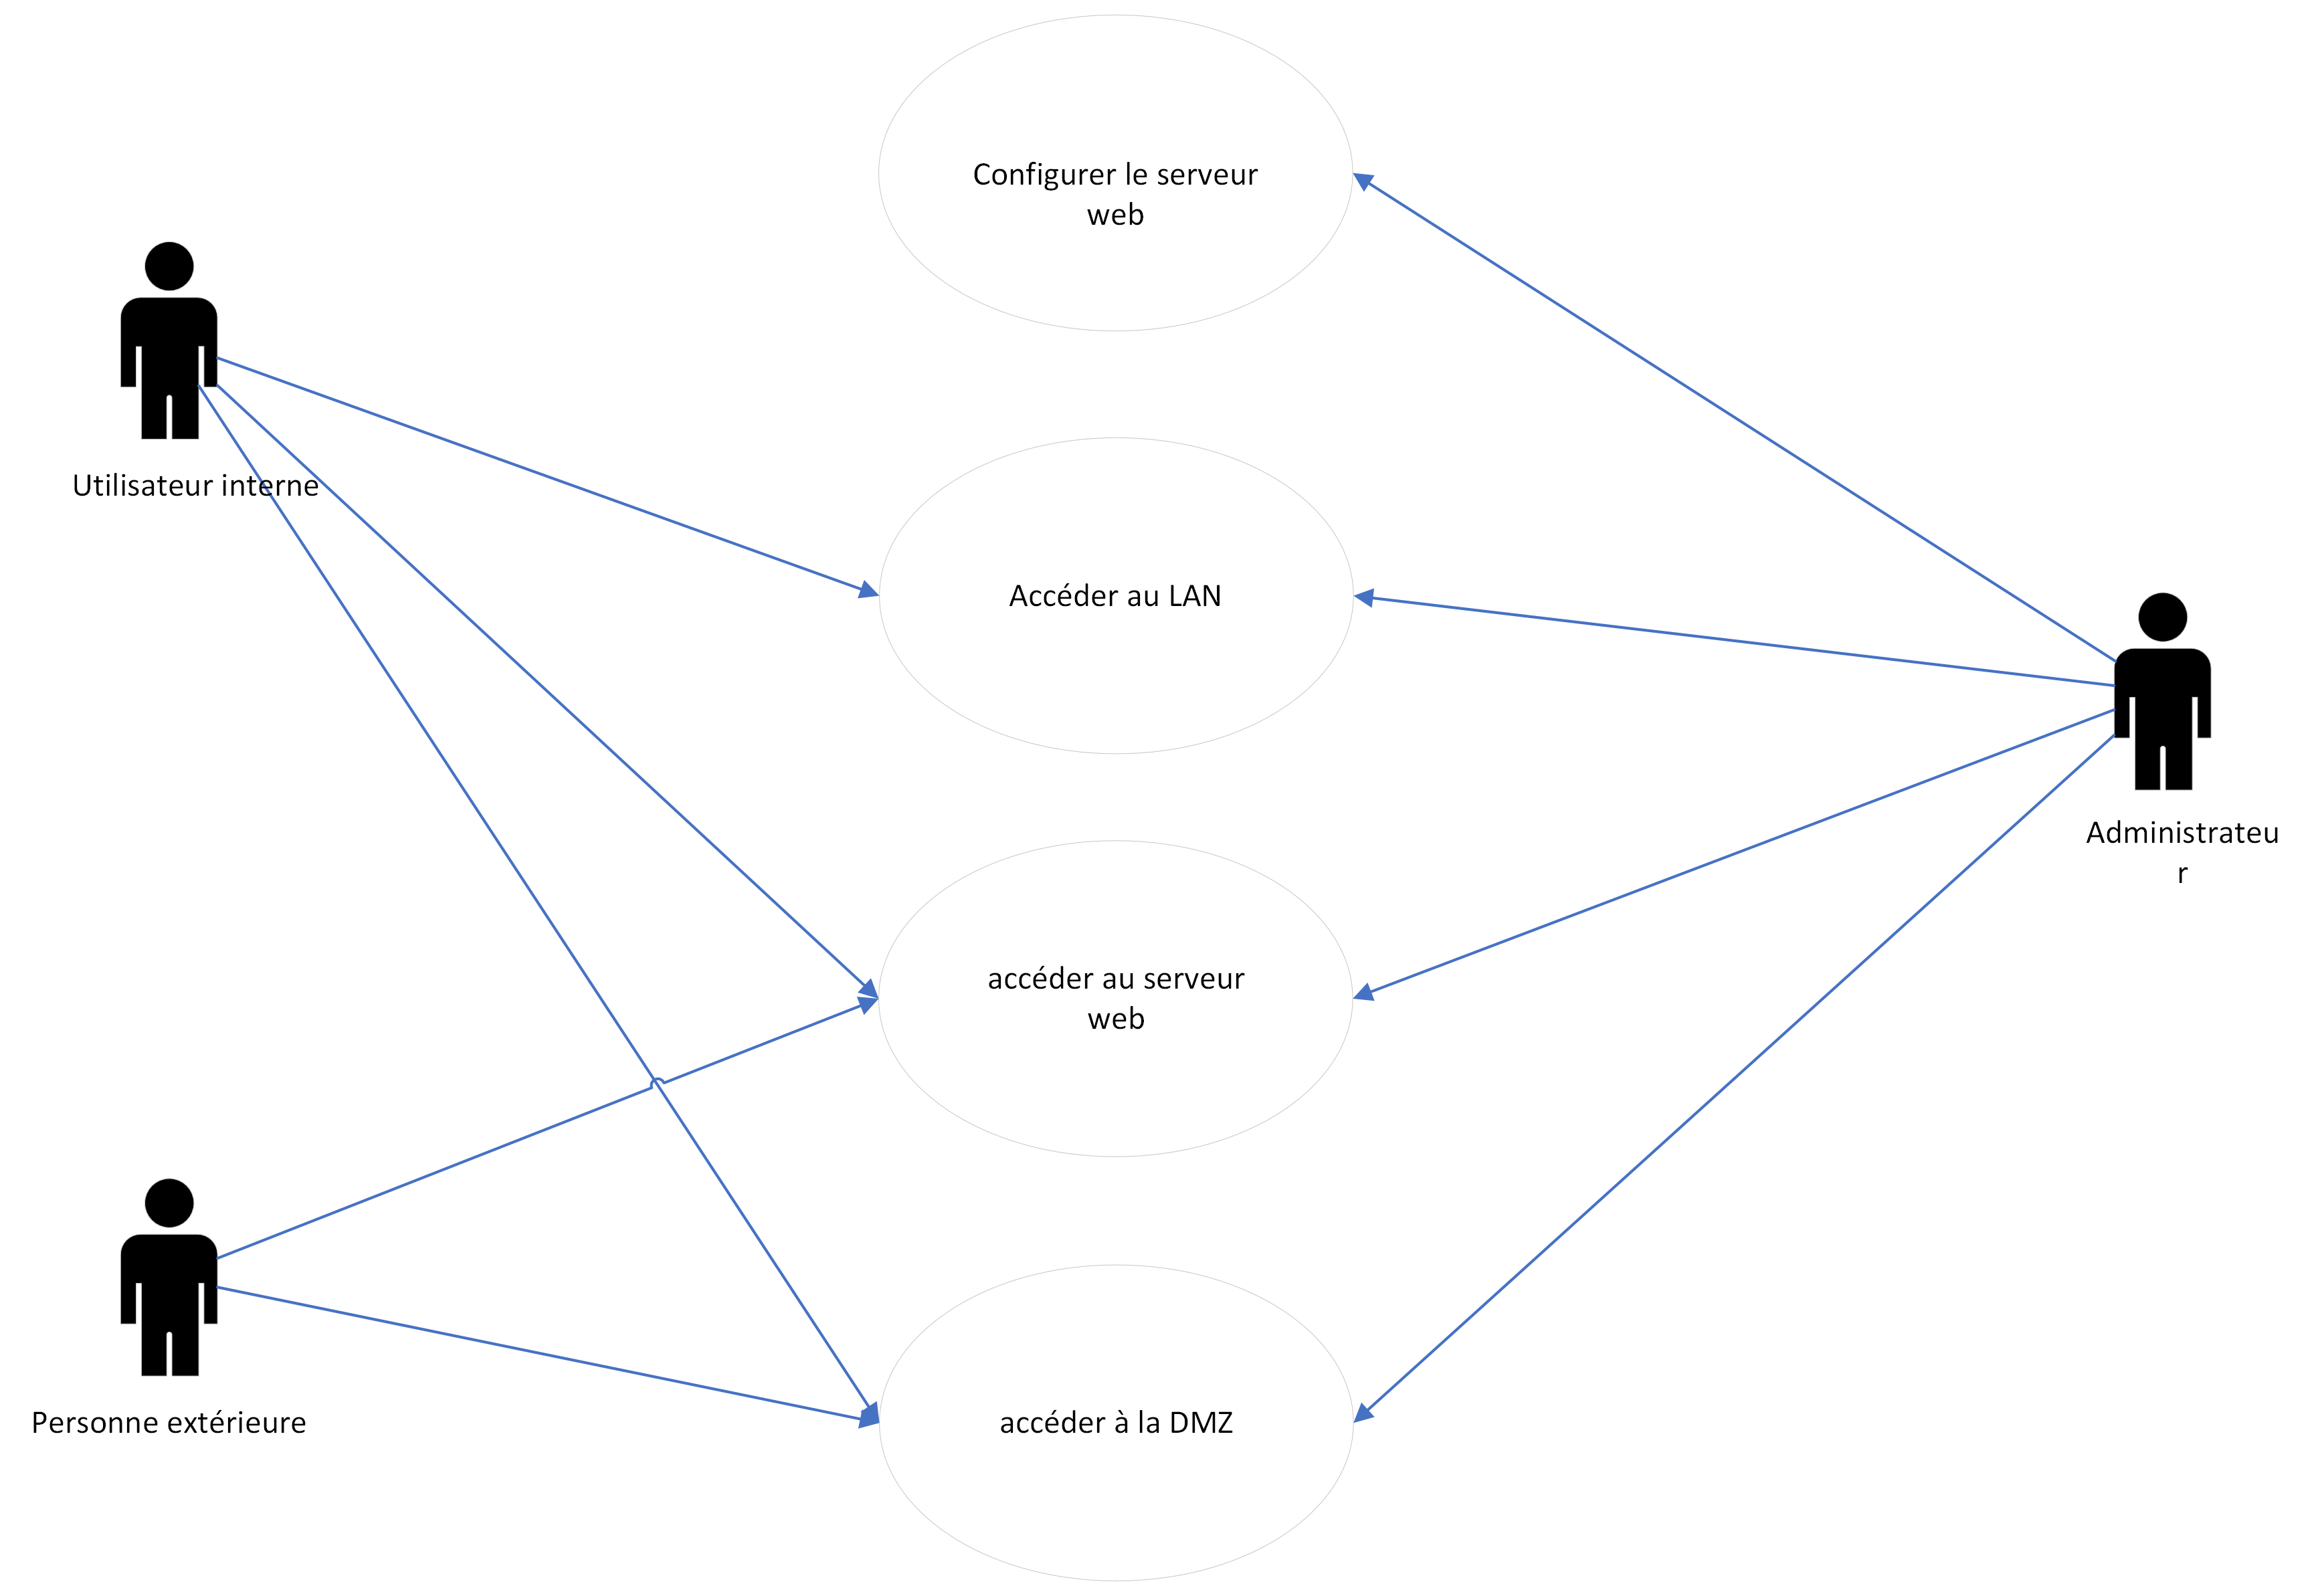 Configurer le serveur
web
Utilisateur interne
Accéder au LAN
Administrateu
r
accéder au serveur
web
Personne extérieure
accéder à la DMZ